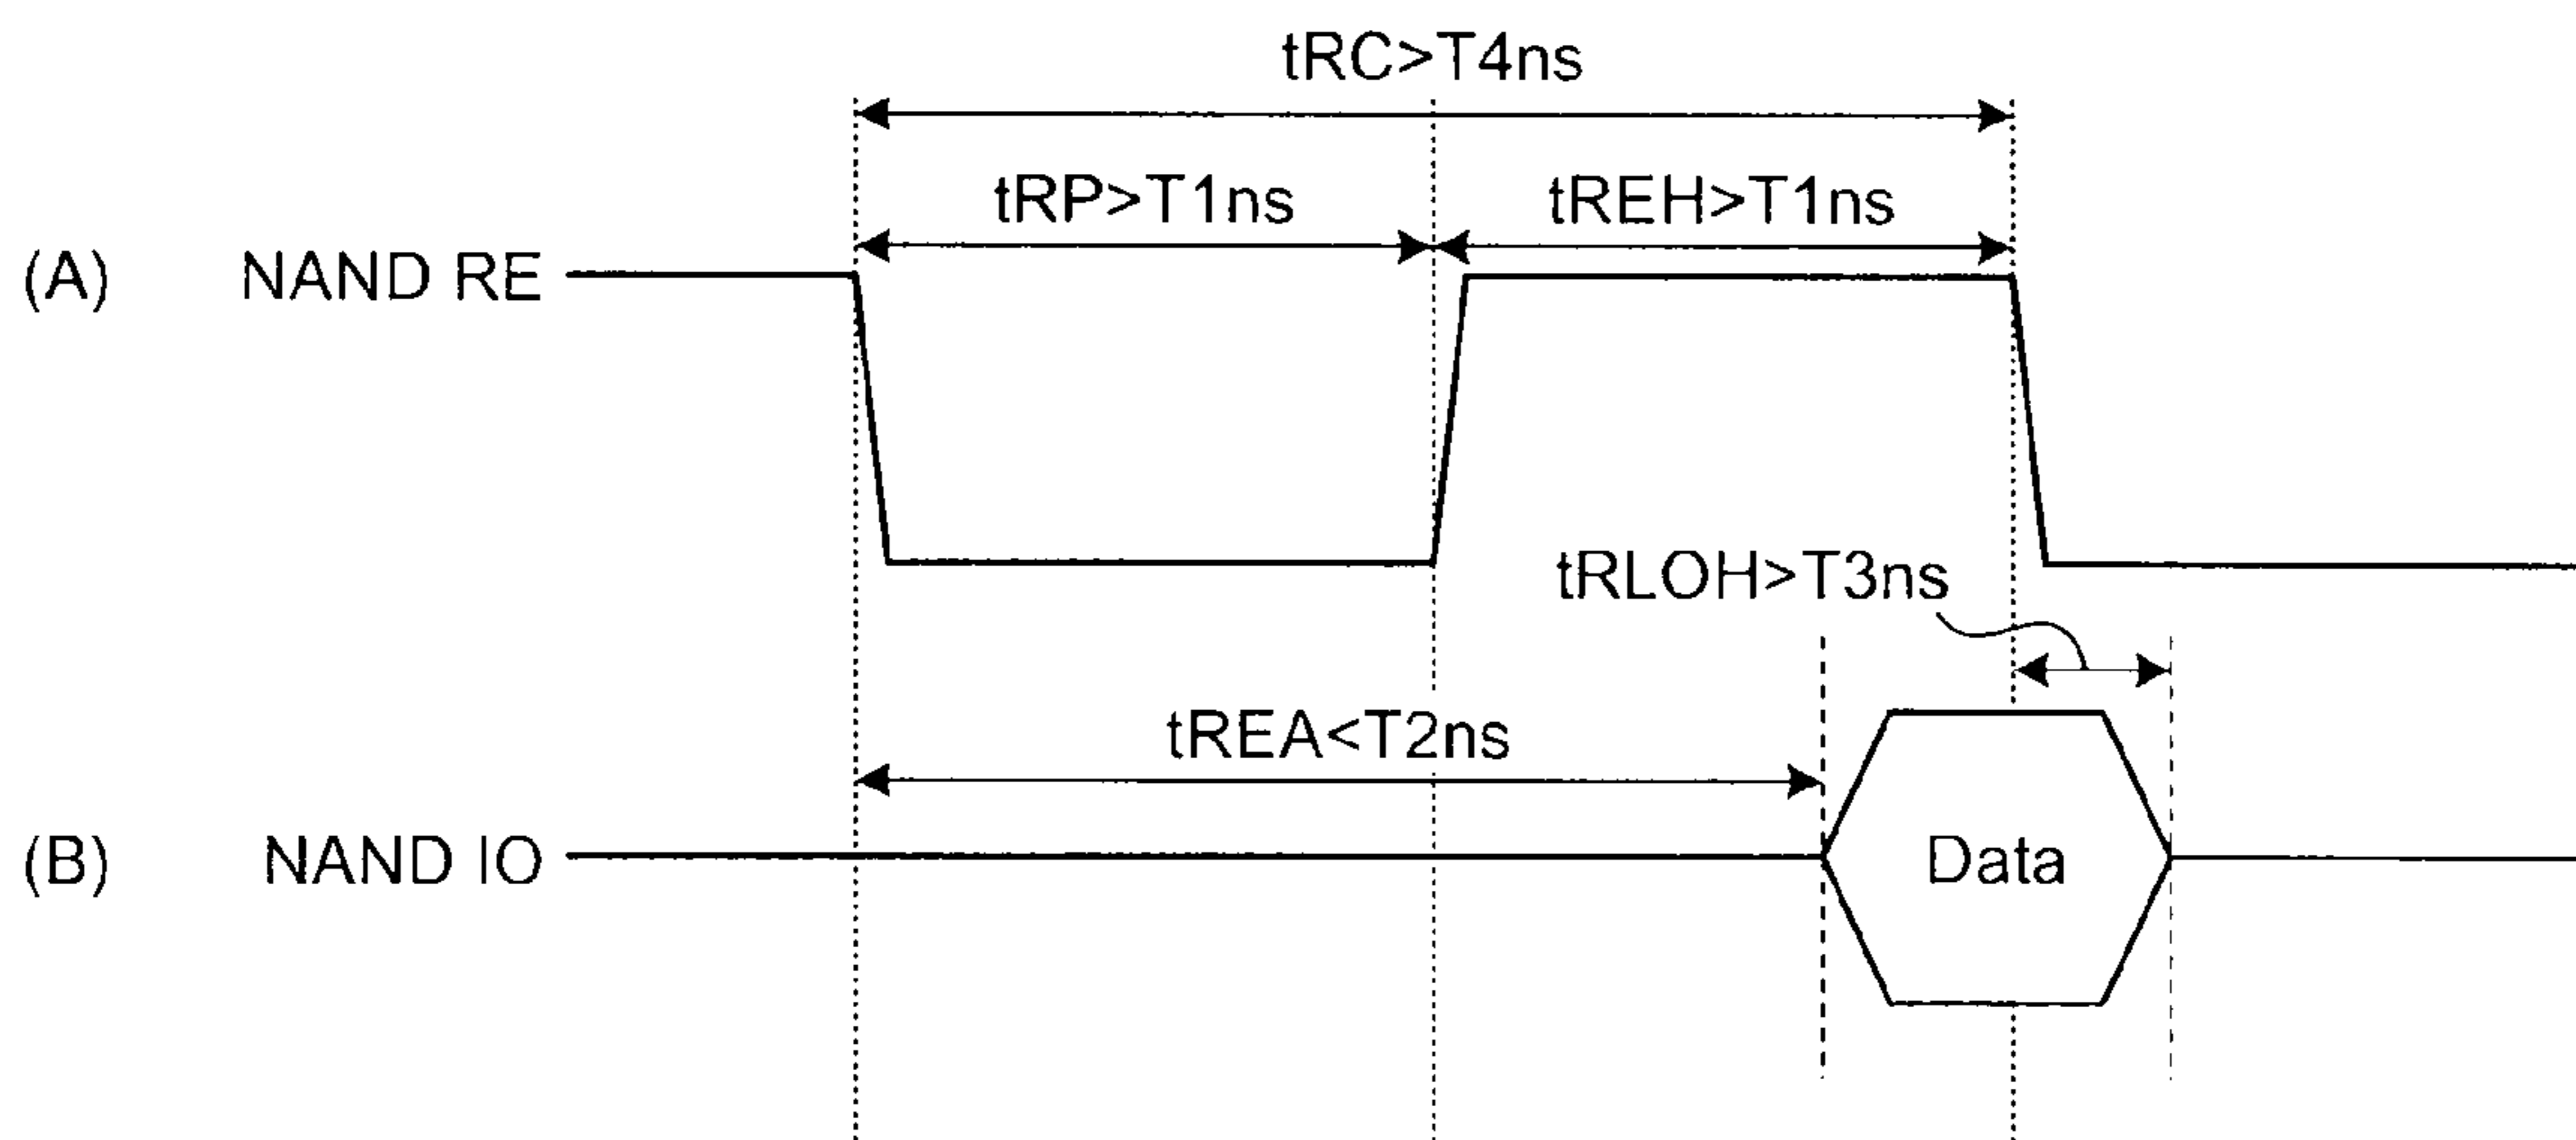 tRC>T4ns
tRP>T1ns tREH>T1ns
(A) NAND RE
tRLOH>T3ns
tREA<T2ns
(B) NAND IO Data